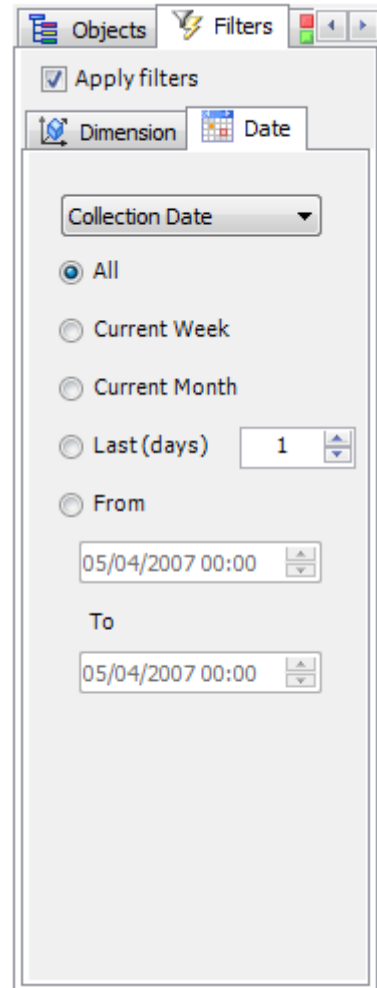 Objects Filters
Apply filters
Dimension Date
Collection Date
All
Current Week
Current Month
Last (days) 1
From
05/04/2007 00:00
To
05/04/2007 00:00